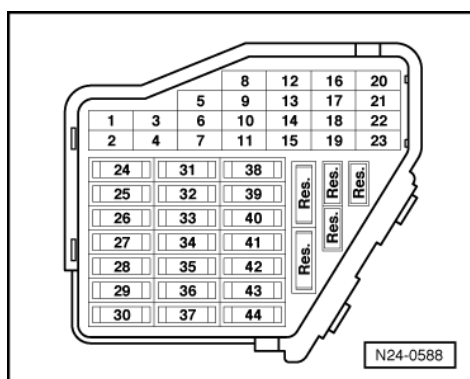 8 12 16 20
5 9 13 17 21
1 3 6 10 14 18 22
2 4 7 11 15 19 23
24 31 38
25 32 39
26 33 40
27 34 41
28 35 42
29 36 43
30 37 44
Res. Res. Res.
Res. Res.
N24-0588